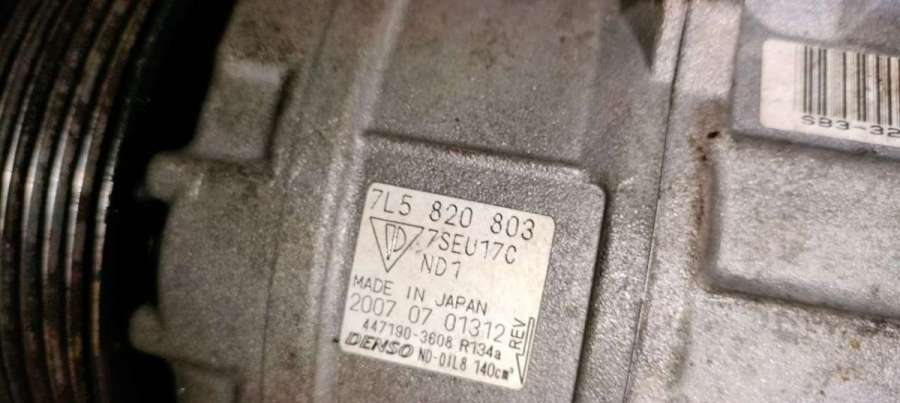 7L5 820 803
7SEU17C
ND1
MADE IN JAPAN
2007 07 01312
REV
447190-3608 R134a
DENSO ND-OIL8 140cm³
SB3-32